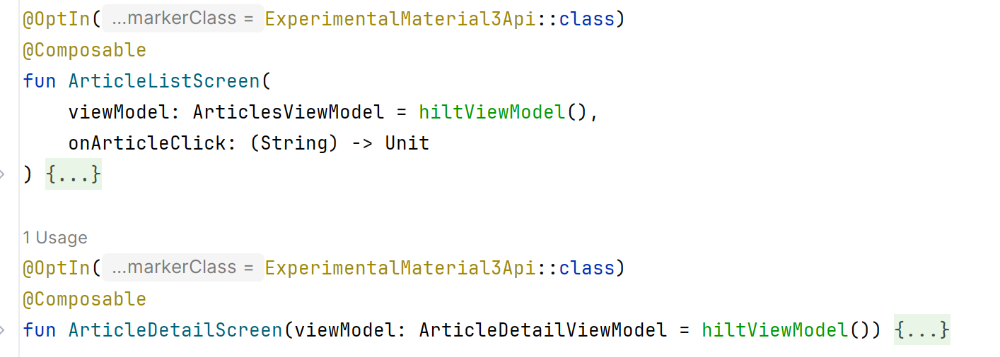 @OptIn( ...markerClass = ExperimentalMaterial3Api::class)
@Composable
fun ArticleListScreen(
    viewModel: ArticlesViewModel = hiltViewModel(),
    onArticleClick: (String) -> Unit
) {...}
1 Usage
@OptIn( ...markerClass = ExperimentalMaterial3Api::class)
@Composable
fun ArticleDetailScreen(viewModel: ArticleDetailViewModel = hiltViewModel()) {...}